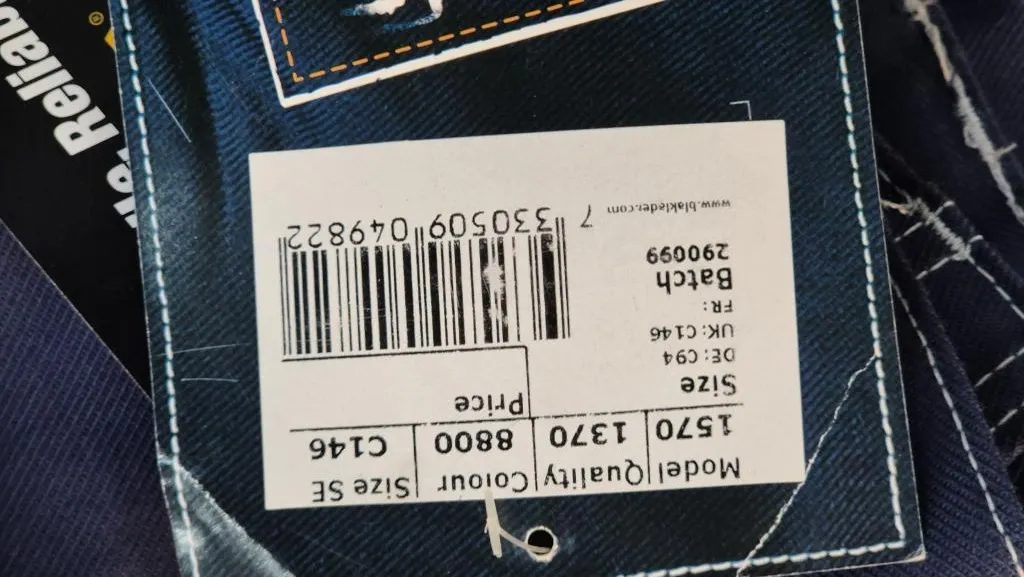 Model Quality Colour Size SE
1570 1370 8800 C146
Size
DE: C94
UK: C146
FR:
Batch
290099
www.blaklader.com
Price
7 330509 049822
Reliab